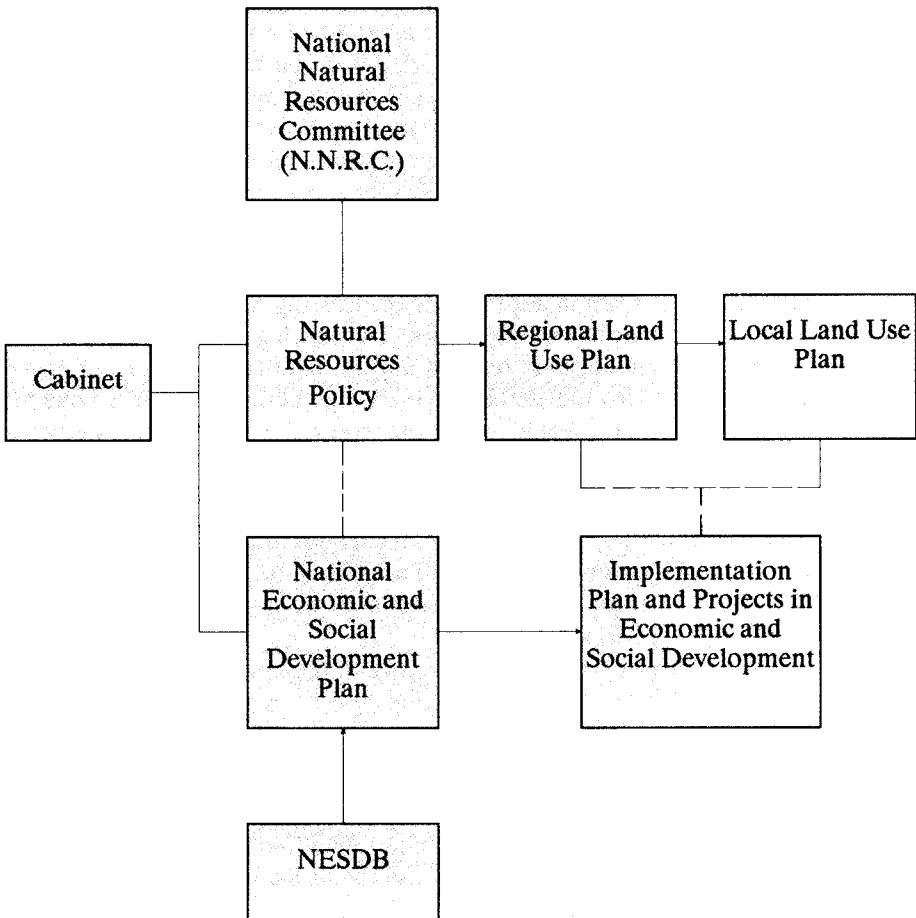 National
Natural
Resources
Committee
(N.N.R.C.)
Natural
Resources
Policy
Regional Land
Use Plan
Local Land Use
Plan
Cabinet
National
Economic and
Social
Development
Plan
Implementation
Plan and Projects in
Economic and
Social Development
NESDB